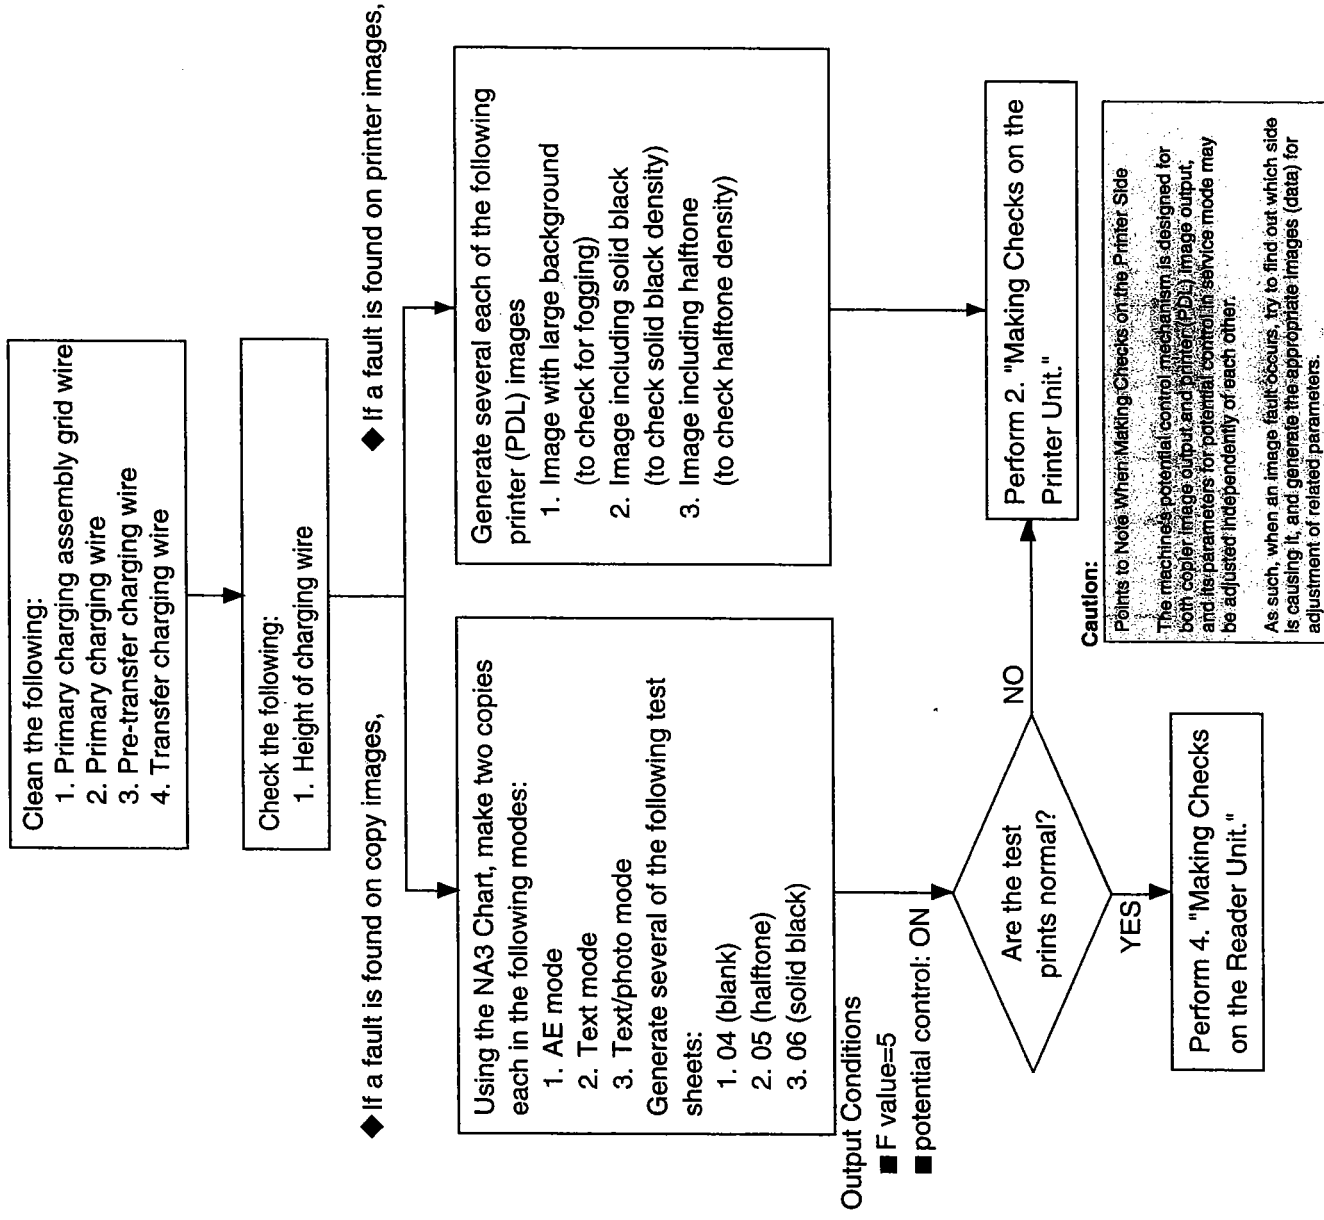 Clean the following:
1. Primary charging assembly grid wire
2. Primary charging wire
3. Pre-transfer charging wire
4. Transfer charging wire
Check the following:
1. Height of charging wire
◆ If a fault is found on copy images,
Using the NA3 Chart, make two copies
each in the following modes:
1. AE mode
2. Text mode
3. Text/photo mode
Generate several of the following test
sheets:
1. 04 (blank)
2. 05 (halftone)
3. 06 (solid black)
Output Conditions
■ F value=5
■ potential control: ON
◆ If a fault is found on printer images,
Generate several each of the following
printer (PDL) images
1. Image with large background
(to check for fogging)
2. Image including solid black
(to check solid black density)
3. Image including halftone
(to check halftone density)
Are the test
prints normal?
NO
YES
Perform 2. "Making Checks on the
Printer Unit."
Perform 4. "Making Checks
on the Reader Unit."
Caution:
Points to Note When Making Checks on the Printer Side
The machine's potential control mechanism is designed for
both copier image output and printer (PDL) image output,
and its parameters for potential control in service mode may
be adjusted independently of each other.
As such, when an image fault occurs, try to find out which side
is causing it, and generate the appropriate images (data) for
adjustment of related parameters.